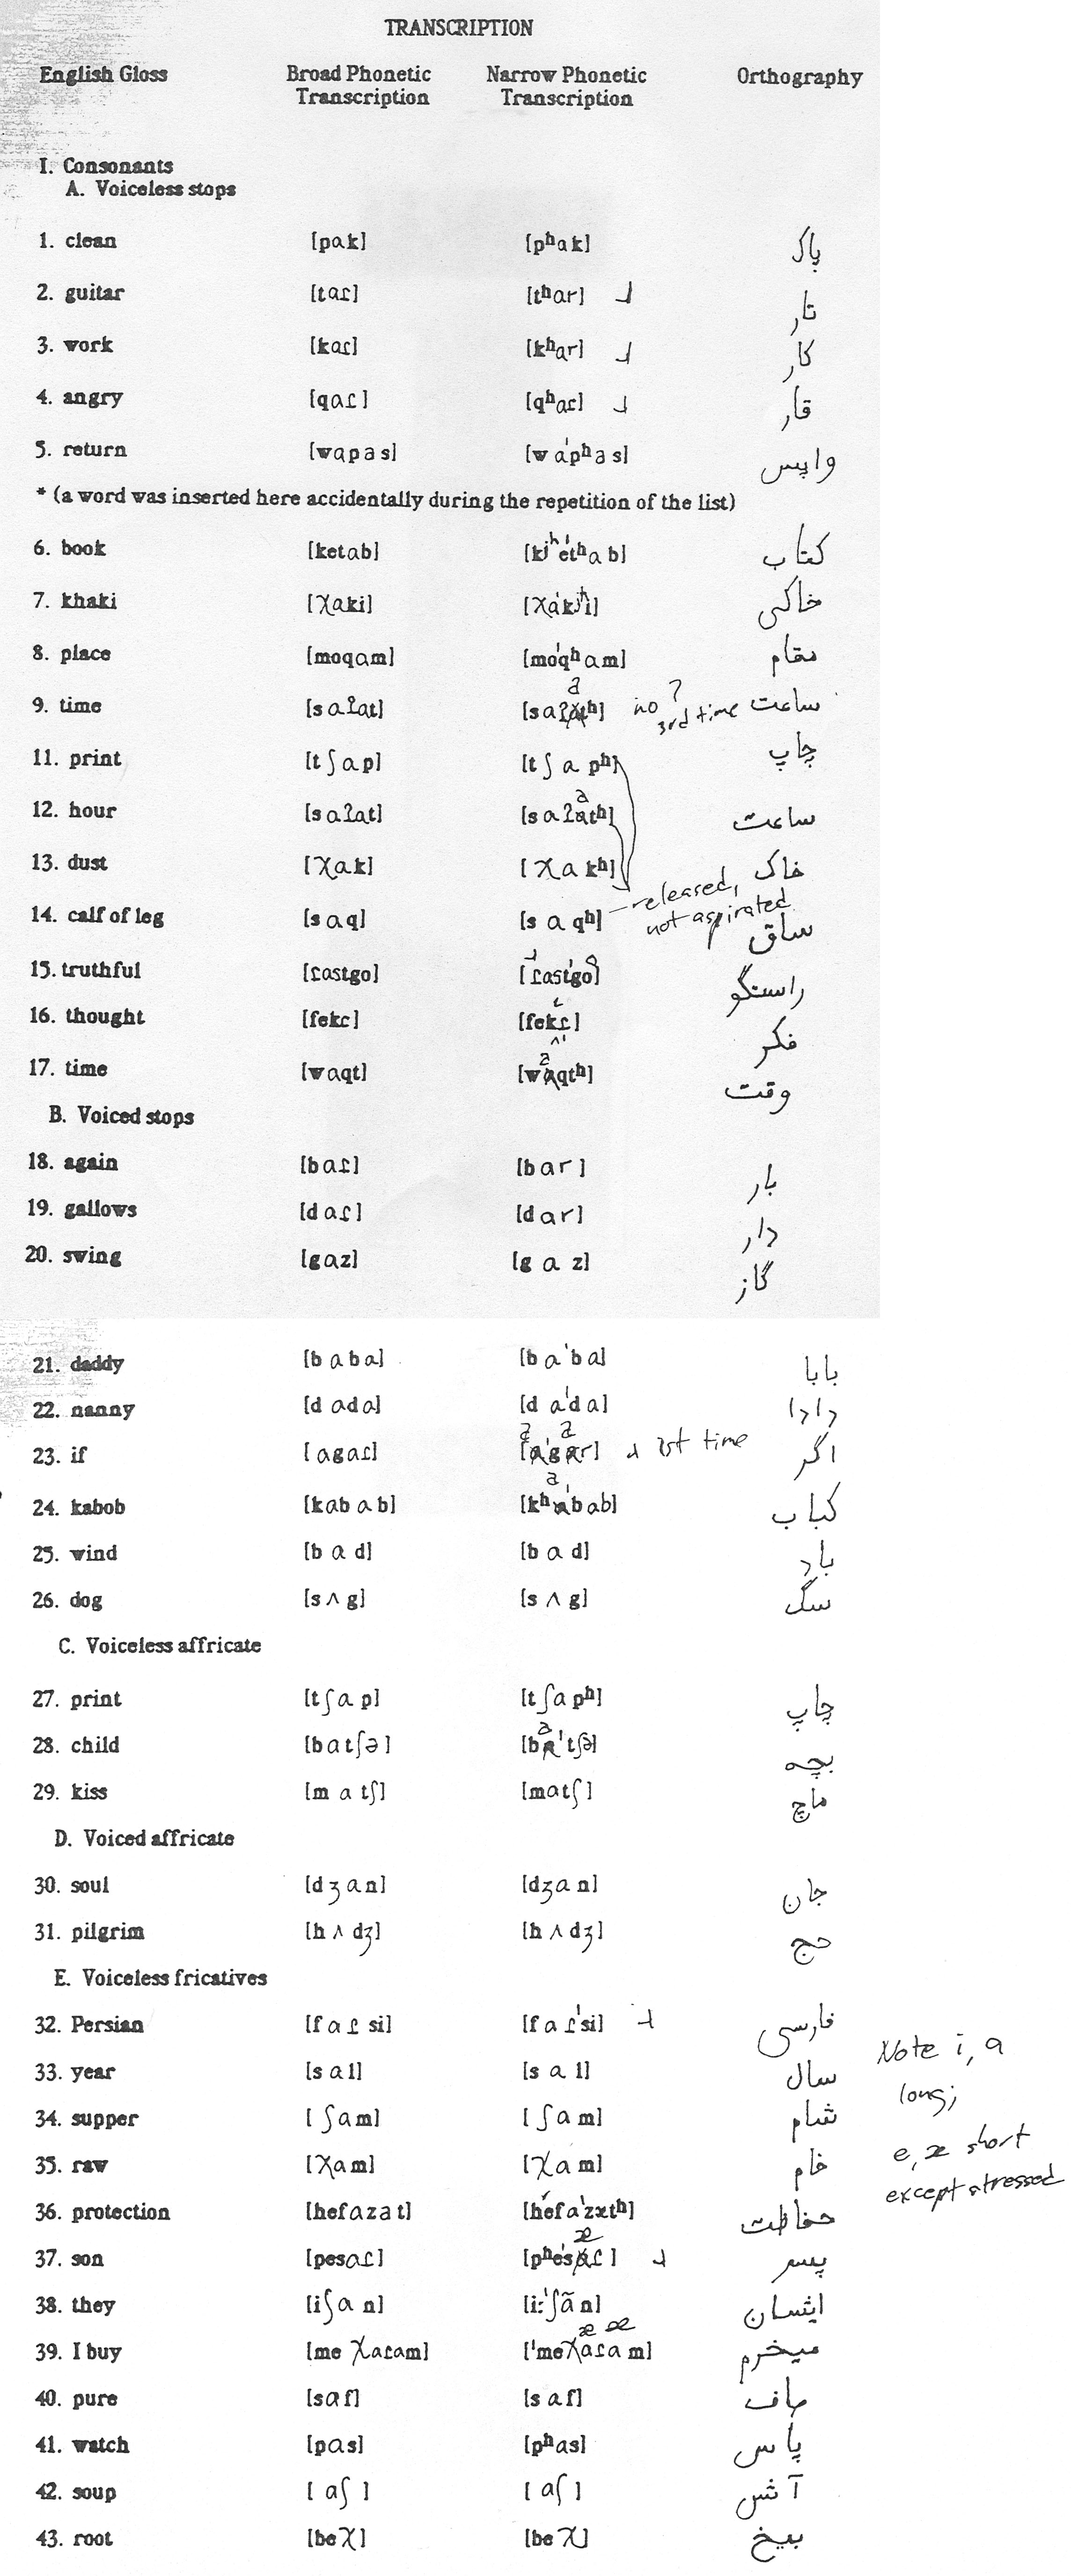 TRANSCRIPTION
English Gloss Broad Phonetic Transcription Narrow Phonetic Transcription Orthography
I. Consonants
A. Voiceless stops
1. clean [pɑk] [pʰɑk] پاک
2. guitar [tɑɾ] [tʰɑr] ˩ تار
3. work [kɑɾ] [kʰɑr] ˩ کار
4. angry [qɑɾ] [qʰɑɾ] ˩ قار
5. return [wɑpas] [wɑˈpʰas] واپس
* (a word was inserted here accidentally during the repetition of the list)
6. book [ketɑb] [kʲʰeˈtʰɑb] کتاب
7. khaki [χɑki] [χɑˈkʲʰi] خاکی
8. place [moqɑm] [moˈqʰɑm] مقام
9. time [sɑʔat] [sɑʔatʰ] no ? 3rd time ساعت
11. print [tʃɑp] [tʃɑpʰ] چاپ
12. hour [sɑʔat] [sɑʔatʰ] ساعت
13. dust [χɑk] [χɑkʰ] خاک
14. calf of leg [sɑq] [sɑqʰ] released, not aspirated ساق
15. truthful [ɾɑstgo] [ɾɑstˈgo] راستگو
16. thought [fekɾ] [fekɾ] فکر
17. time [waqt] [waqtʰ] وقت
B. Voiced stops
18. again [bɑɾ] [bɑr] بار
19. gallows [dɑɾ] [dɑr] دار
20. swing [gɑz] [gɑz] گاز
21. daddy [bɑbɑ] [bɑˈbɑ] بابا
22. nanny [dɑdɑ] [dɑˈdɑ] دادا
23. if [agaɾ] [aˈgar] ˩ 1st time اگر
24. kabob [kabɑb] [kʰaˈbɑb] کباب
25. wind [bɑd] [bɑd] باد
26. dog [sʌg] [sʌg] سگ
C. Voiceless affricate
27. print [tʃɑp] [tʃɑpʰ] چاپ
28. child [batʃə] [baˈtʃə] بچه
29. kiss [mɑtʃ] [mɑtʃ] ماچ
D. Voiced affricate
30. soul [dʒɑn] [dʒɑn] جان
31. pilgrim [hʌdʒ] [hʌdʒ] حج
E. Voiceless fricatives
32. Persian [fɑɾsi] [fɑɾˈsi] ˩ فارسی
33. year [sɑl] [sɑl] سال
34. supper [ʃɑm] [ʃɑm] شام
35. raw [χɑm] [χɑm] خام
36. protection [hefɑzat] [hefɑˈzætʰ] حفاظت
37. son [pesɑɾ] [pʰeˈsæɾ] ˩ پسر
38. they [iʃɑn] [iːˈʃɑ̃n] ایشان
39. I buy [meχaɾam] [ˈmeχæɾæm] میخرم
40. pure [sɑf] [sɑf] صاف
41. watch [pɑs] [pʰɑs] پاس
42. soup [ɑʃ] [ɑʃ] آش
43. root [beχ] [beχ] بیخ
Note i, ɑ
long;
e, æ short
except stressed